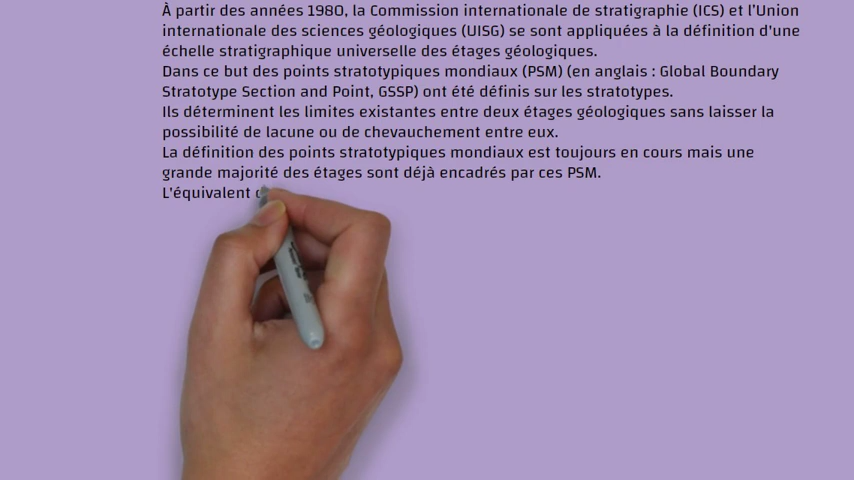 À partir des années 1980, la Commission internationale de stratigraphie (ICS) et l'Union
internationale des sciences géologiques (UISG) se sont appliquées à la définition d'une
échelle stratigraphique universelle des étages géologiques.
Dans ce but des points stratotypiques mondiaux (PSM) (en anglais : Global Boundary
Stratotype Section and Point, GSSP) ont été définis sur les stratotypes.
Ils déterminent les limites existantes entre deux étages géologiques sans laisser la
possibilité de lacune ou de chevauchement entre eux.
La définition des points stratotypiques mondiaux est toujours en cours mais une
grande majorité des étages sont déjà encadrés par ces PSM.
L'équivalent